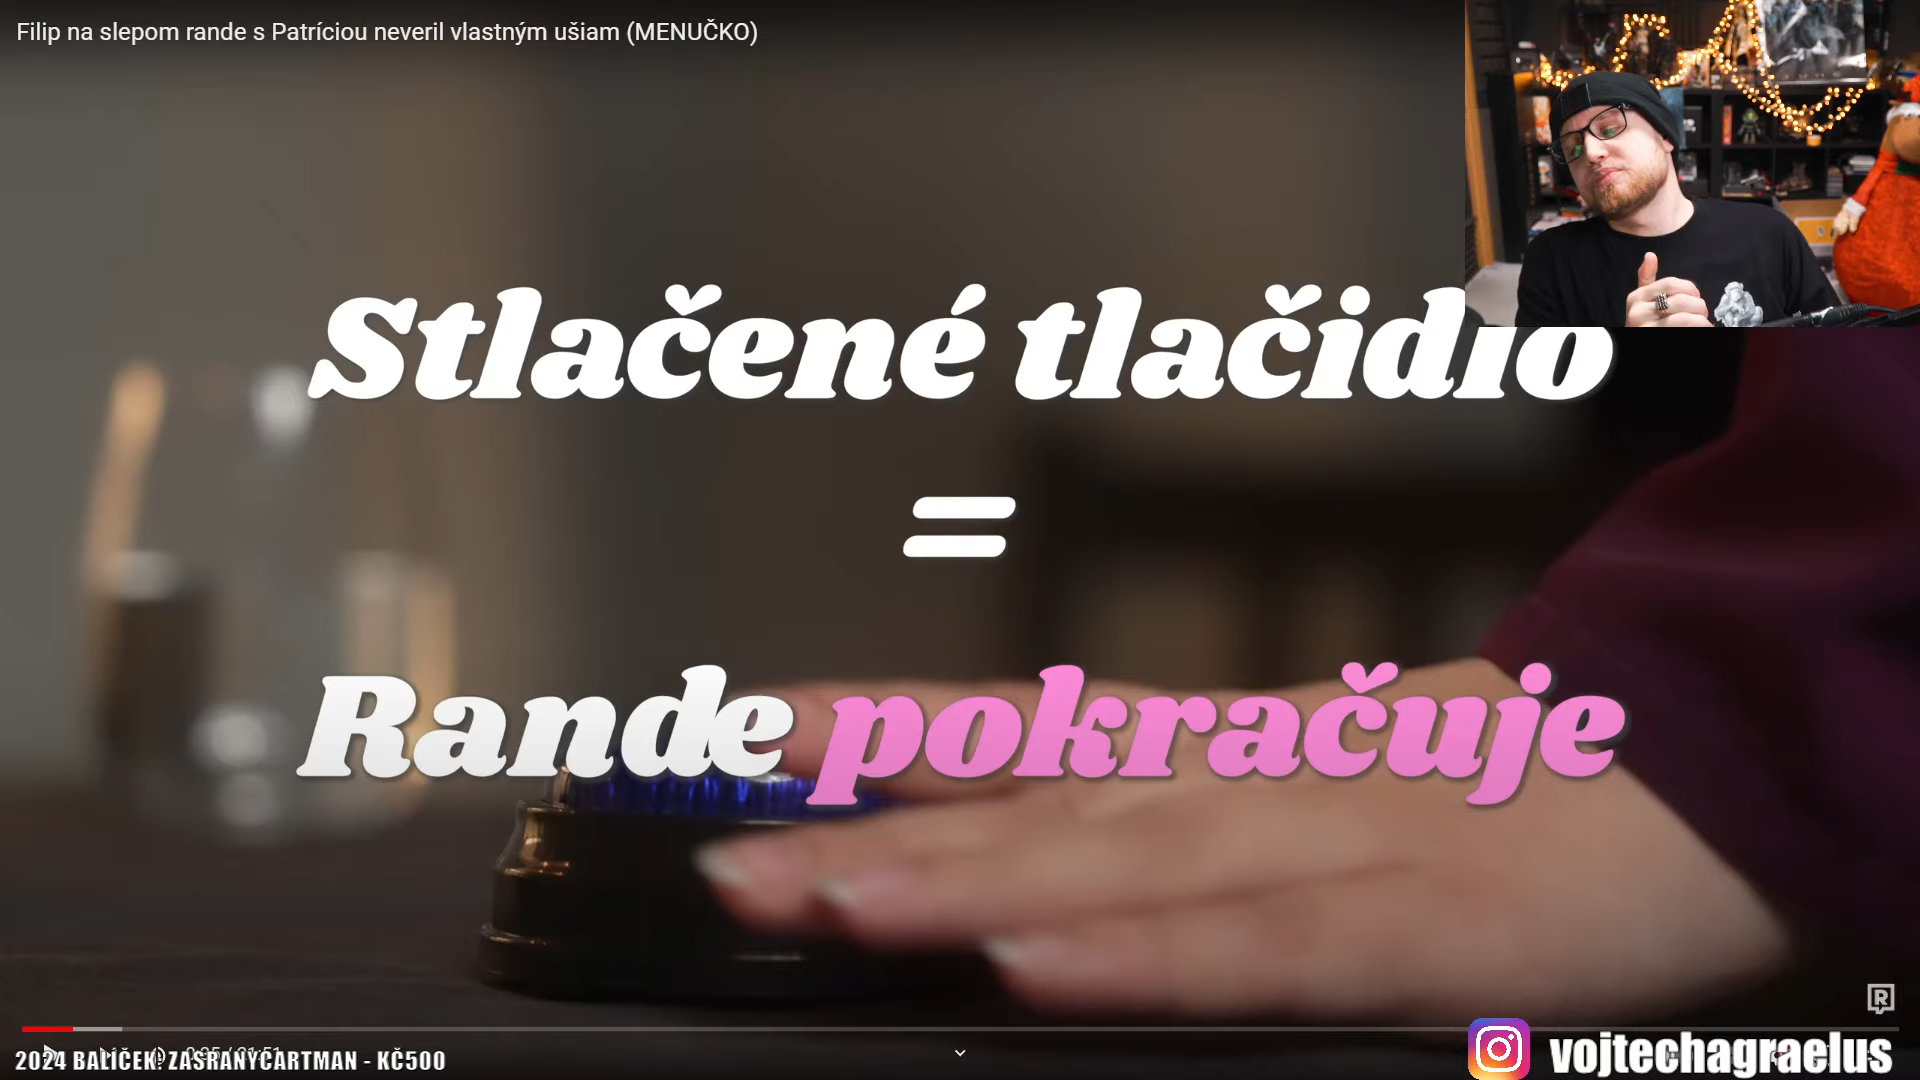 Filip na slepom rande s Patríciou neveril vlastným ušiam (MENUČKO)
Stlačené tlačidlo
=
Rande pokračuje
R
2024 BALÍČEK: ZASRANYCARTMAN - KČ500
vojtechagraelus